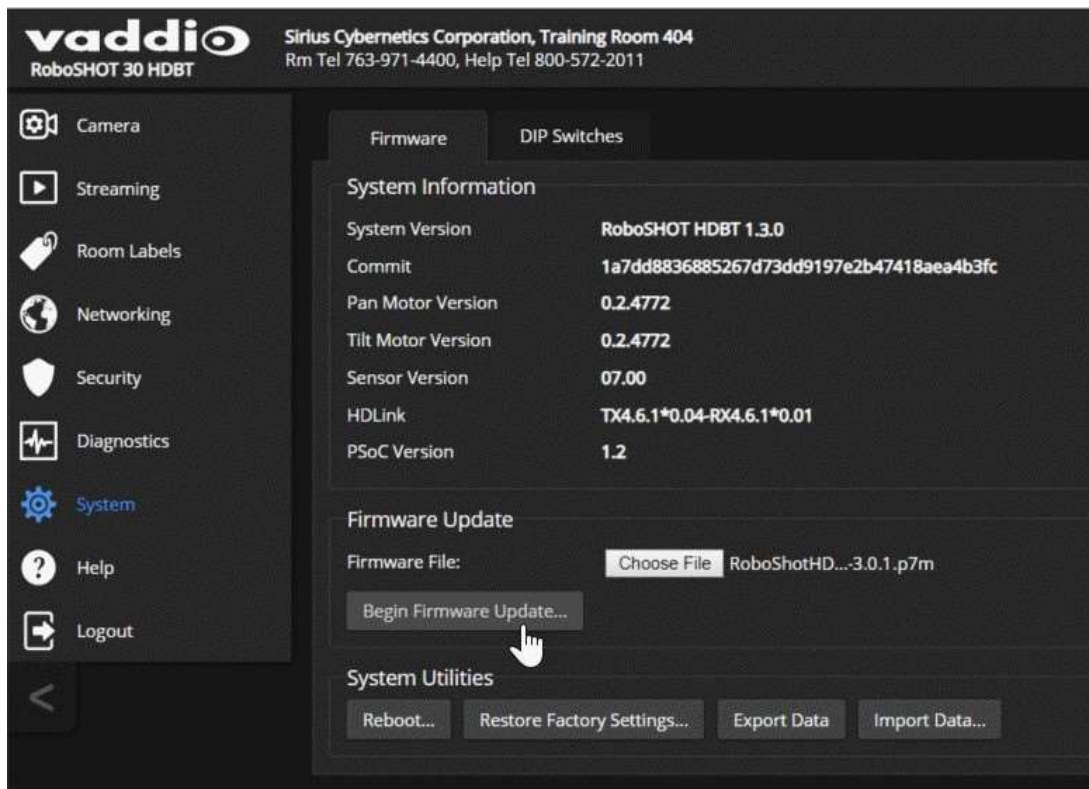 vaddio
RoboSHOT 30 HDBT
Sirius Cybernetics Corporation, Training Room 404
Rm Tel 763-971-4400, Help Tel 800-572-2011
Camera
Streaming
Room Labels
Networking
Security
Diagnostics
System
Help
Logout
Firmware DIP Switches
System Information
System Version RoboSHOT HDBT 1.3.0
Commit 1a7dd8836885267d73dd9197e2b47418aea4b3fc
Pan Motor Version 0.2.4772
Tilt Motor Version 0.2.4772
Sensor Version 07.00
HDLink TX4.6.1*0.04-RX4.6.1*0.01
PSoC Version 1.2
Firmware Update
Firmware File: Choose File RoboShotHD...-3.0.1.p7m
Begin Firmware Update...
System Utilities
Reboot... Restore Factory Settings... Export Data Import Data...